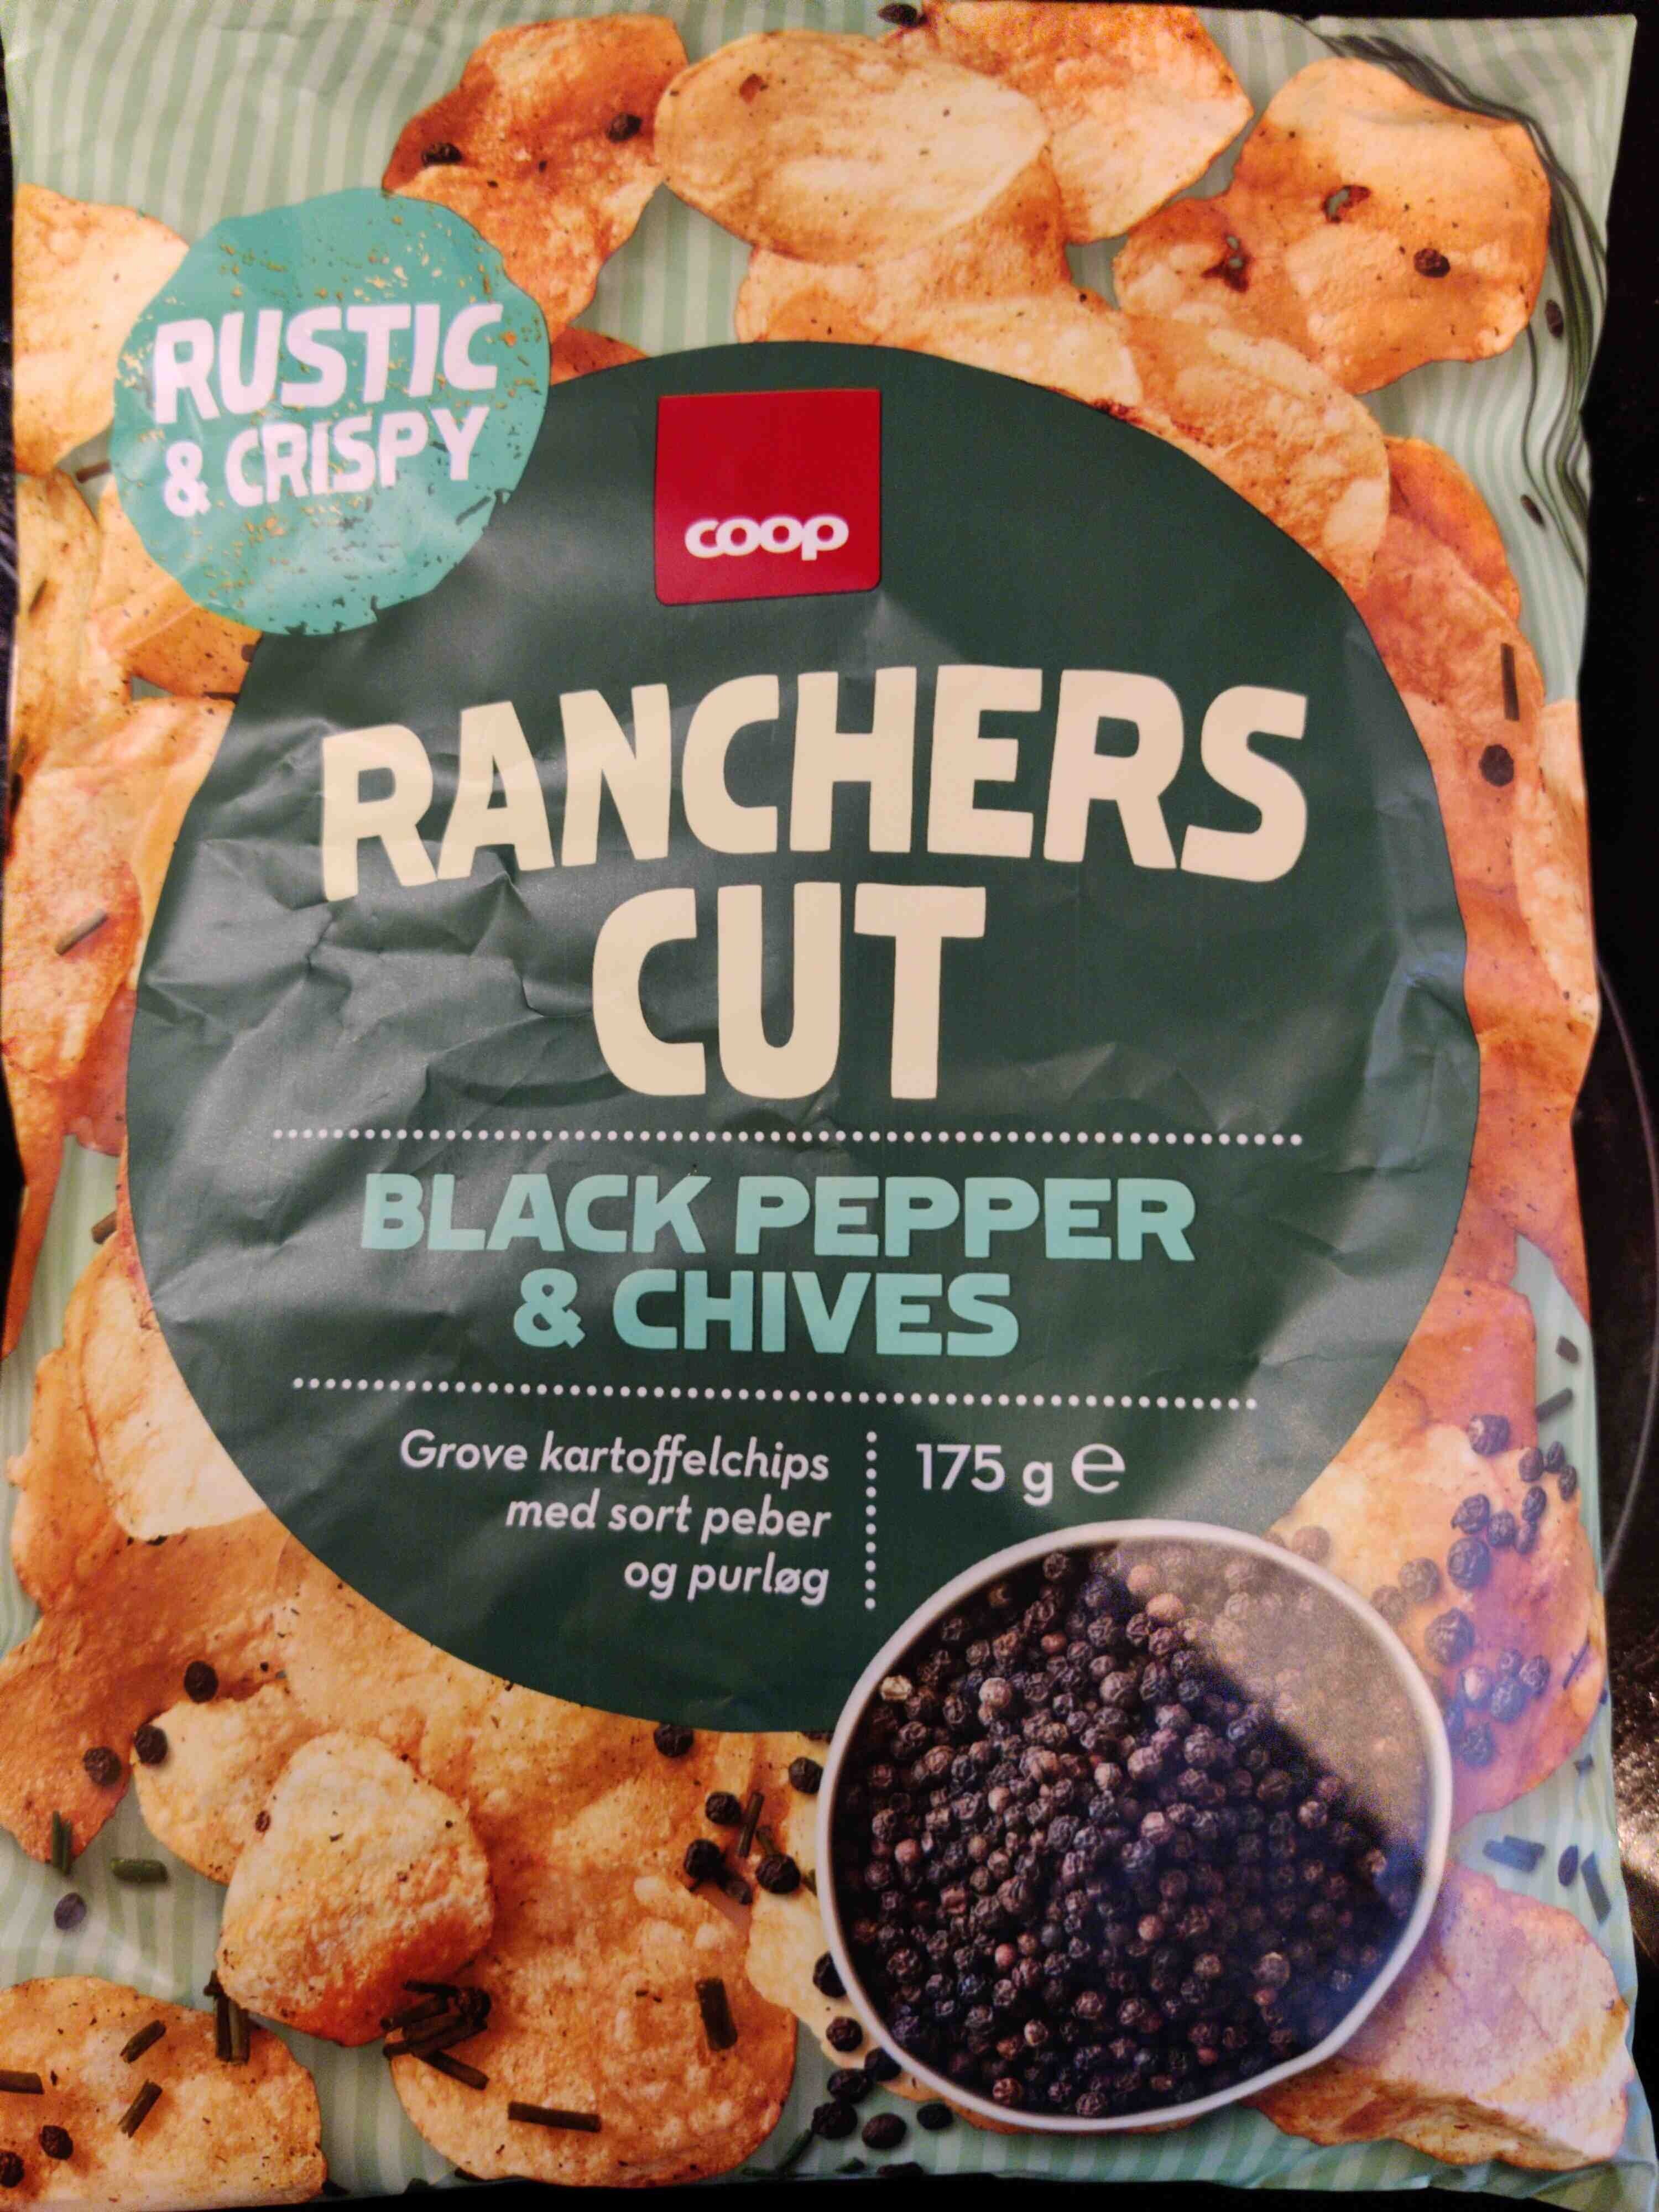 RUSTIC
& CRISPY
coop
RANCHERS
CUT
BLACK PEPPER
& CHIVES
Grove kartoffelchips
med sort peber
og purløg
175 g ℮